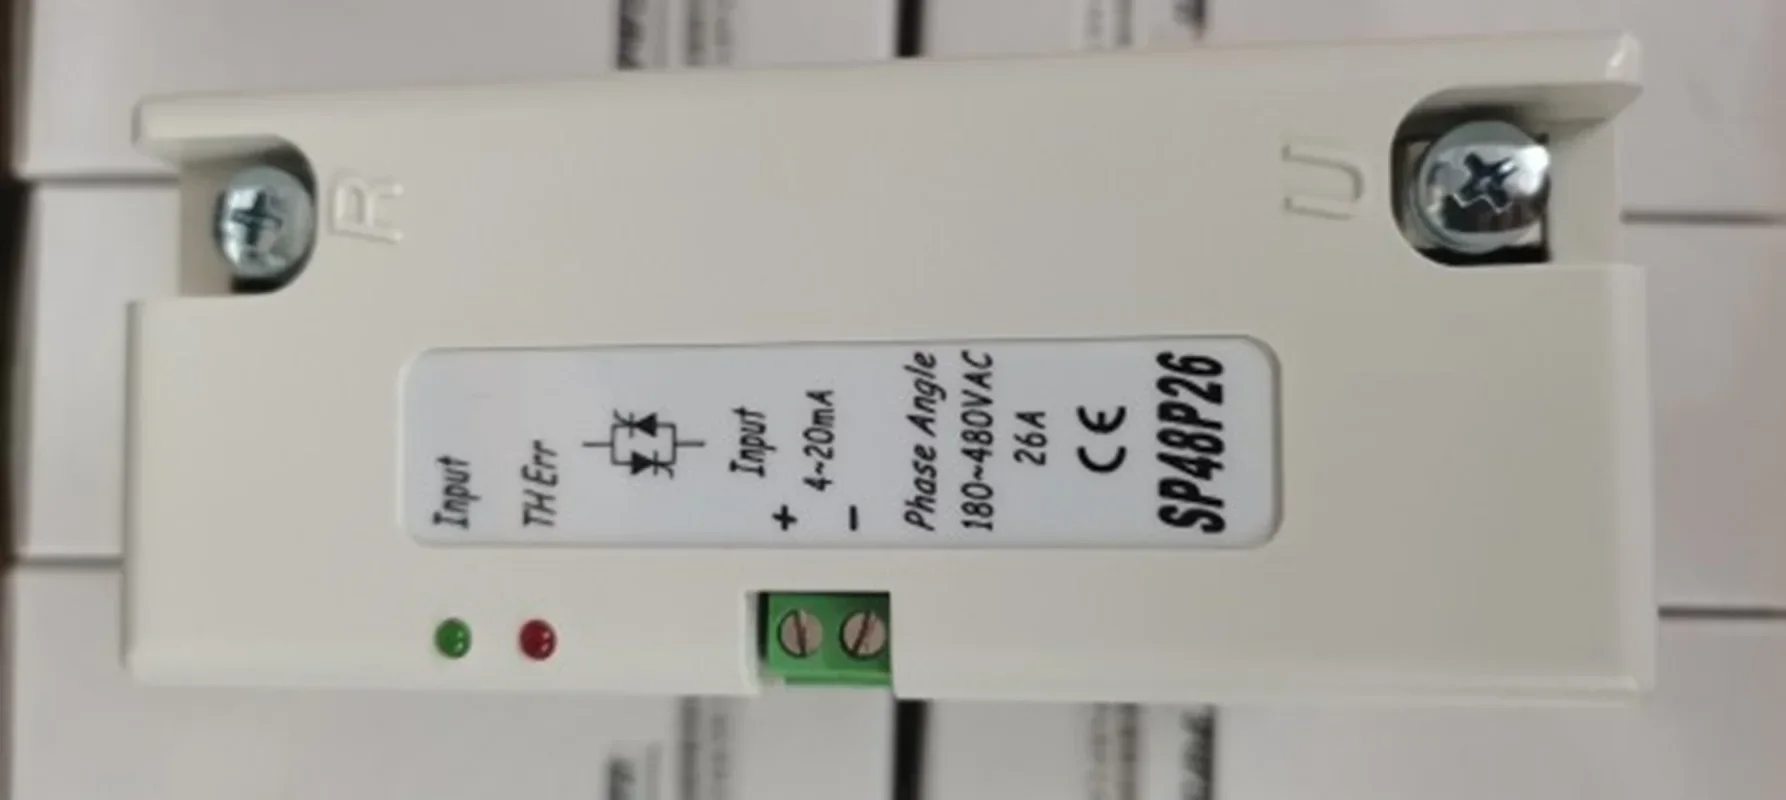 R
U
Input
TH Err
Input
+
4~20mA
−
Phase Angle
180~480VAC
26A
CE
SP48P26